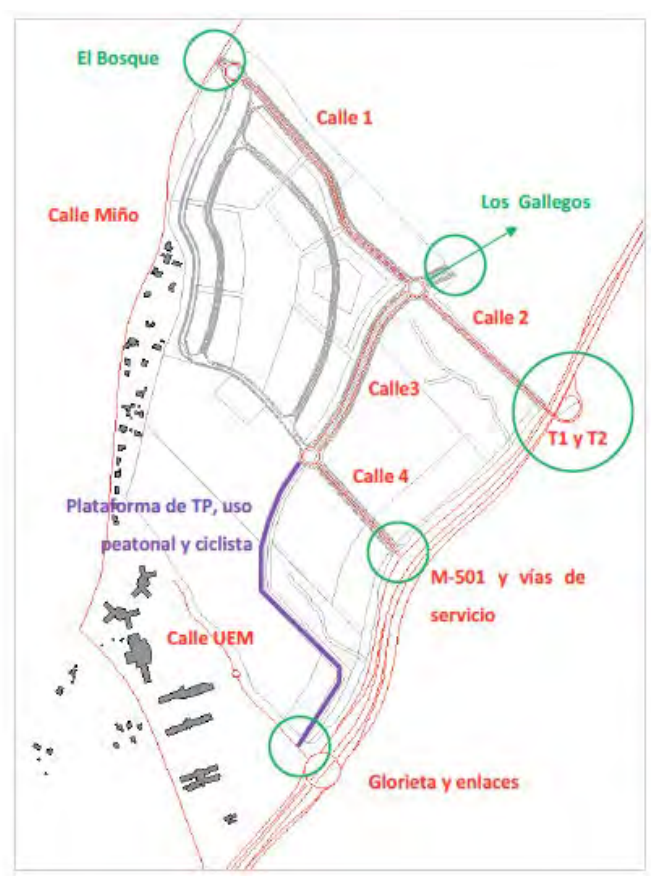 El Bosque
Calle 1
Los Gallegos
Calle Miño
Calle 2
Calle3
T1 y T2
Calle 4
Plataforma de TP, uso
peatonal y ciclista
M-501 y vías de
servicio
Calle UEM
Glorieta y enlaces